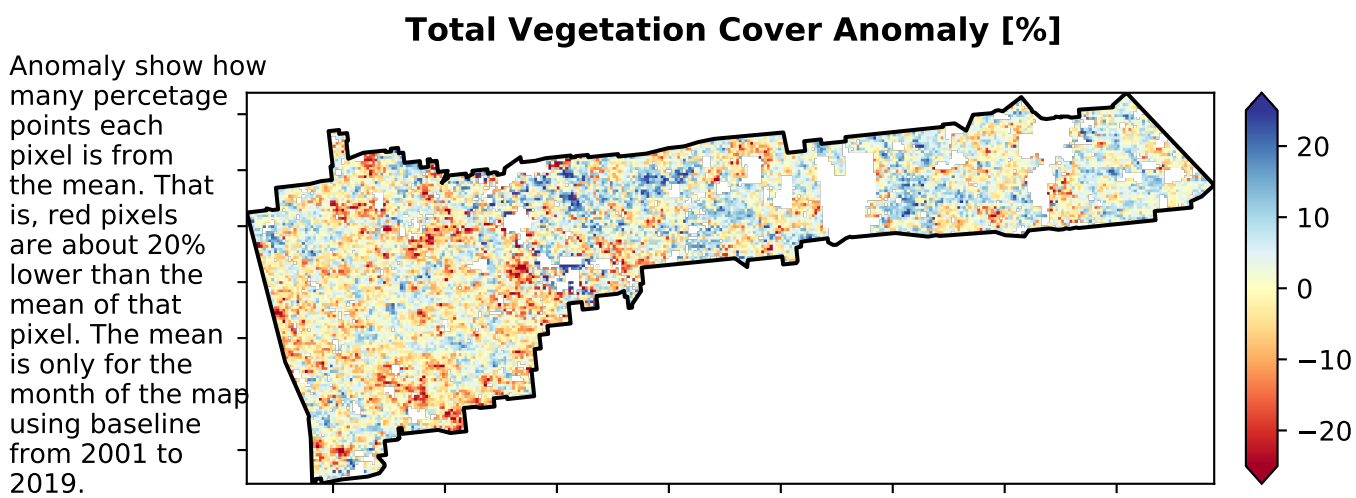 Total Vegetation Cover Anomaly [%]
Anomaly show how
many percetage
points each
pixel is from
the mean. That
is, red pixels
are about 20%
lower than the
mean of that
pixel. The mean
is only for the
month of the map
using baseline
from 2001 to
2019.
20
10
0
−10
−20